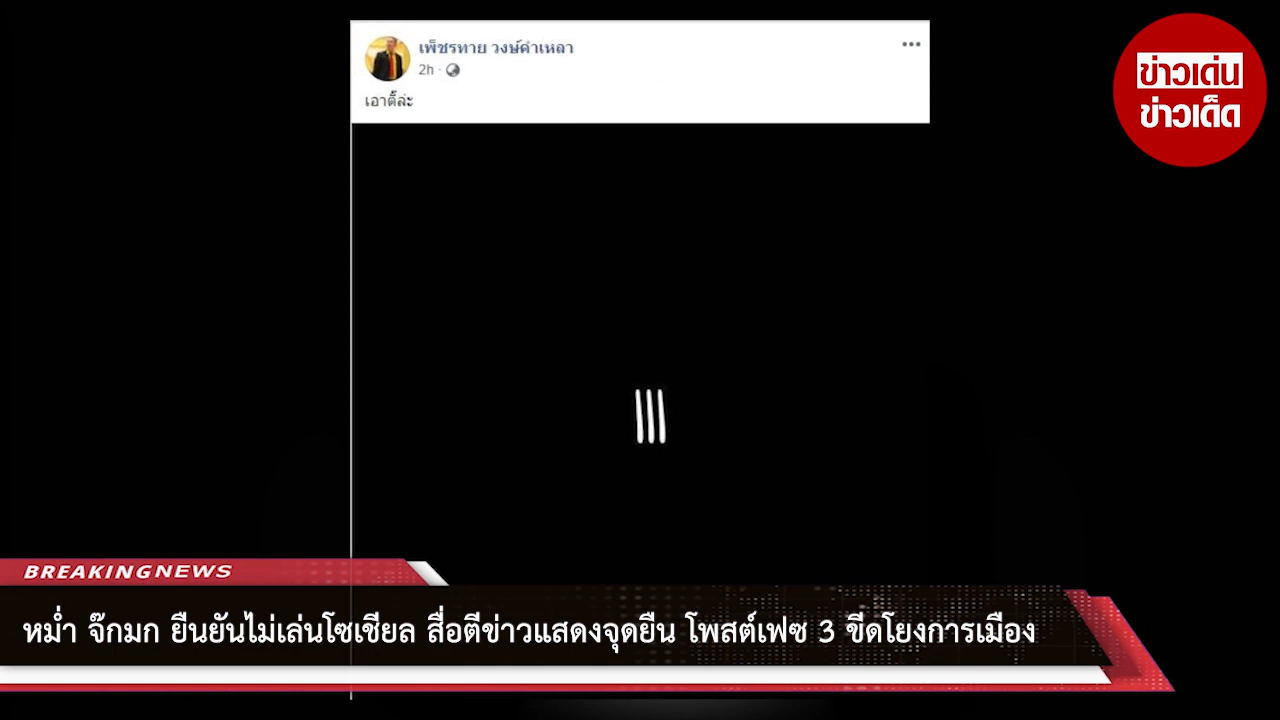 เพ็ชรทาย วงษ์คำเหลา
2h ·
เอาตี้ล่ะ
ข่าวเด่น
ข่าวเด็ด
BREAKING NEWS
หม่ำ จ๊กมก ยืนยันไม่เล่นโซเชียล สื่อตีข่าวแสดงจุดยืน โพสต์เฟซ 3 ขีดโยงการเมือง